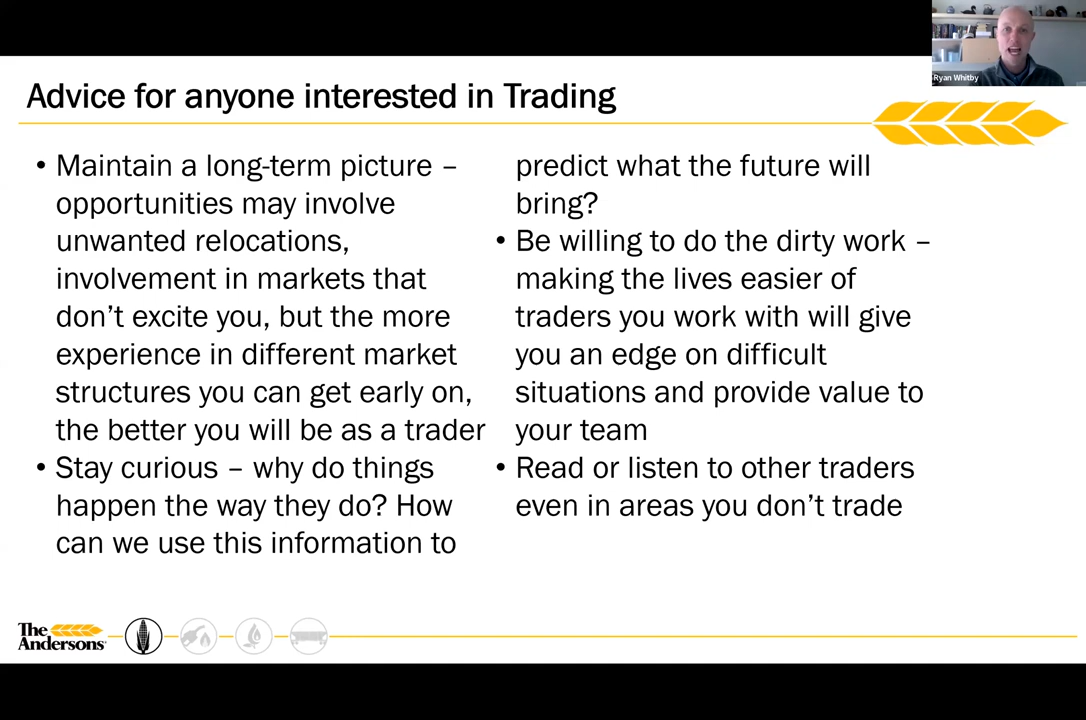 Ryan Whitby
Advice for anyone interested in Trading
• Maintain a long-term picture –
opportunities may involve
unwanted relocations,
involvement in markets that
don’t excite you, but the more
experience in different market
structures you can get early on,
the better you will be as a trader
• Stay curious – why do things
happen the way they do? How
can we use this information to
predict what the future will
bring?
• Be willing to do the dirty work –
making the lives easier of
traders you work with will give
you an edge on difficult
situations and provide value to
your team
• Read or listen to other traders
even in areas you don’t trade
The
Andersons